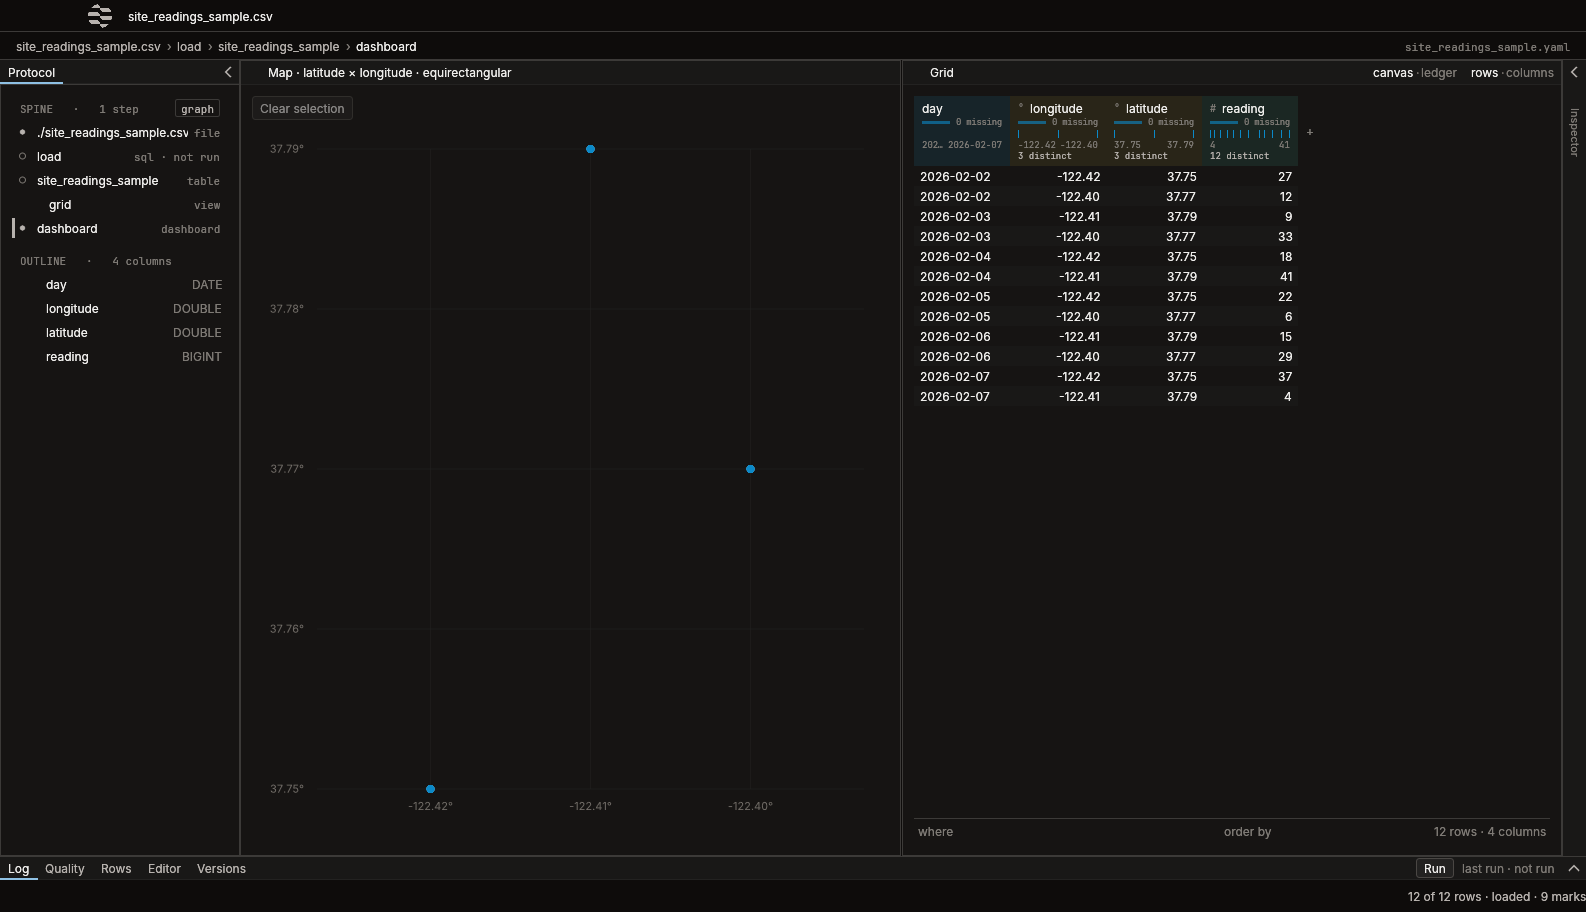 site_readings_sample.csv
site_readings_sample.csv › load › site_readings_sample › dashboard
site_readings_sample.yaml
Protocol
SPINE · 1 step graph
./site_readings_sample.csv file
load sql · not run
site_readings_sample table
grid view
dashboard dashboard
OUTLINE · 4 columns
day DATE
longitude DOUBLE
latitude DOUBLE
reading BIGINT
Map · latitude × longitude · equirectangular
Clear selection
37.79°
37.78°
37.77°
37.76°
37.75°
-122.42° -122.41° -122.40°
Grid
canvas · ledger rows · columns
day ° longitude ° latitude # reading
0 missing 0 missing 0 missing 0 missing
+
202… 2026-02-07 -122.42 -122.40 37.75 37.79 4 41
3 distinct 3 distinct 12 distinct
2026-02-02 -122.42 37.75 27
2026-02-02 -122.40 37.77 12
2026-02-03 -122.41 37.79 9
2026-02-03 -122.40 37.77 33
2026-02-04 -122.42 37.75 18
2026-02-04 -122.41 37.79 41
2026-02-05 -122.42 37.75 22
2026-02-05 -122.40 37.77 6
2026-02-06 -122.41 37.79 15
2026-02-06 -122.40 37.77 29
2026-02-07 -122.42 37.75 37
2026-02-07 -122.41 37.79 4
where order by 12 rows · 4 columns
Inspector
Log Quality Rows Editor Versions
Run last run · not run
12 of 12 rows · loaded · 9 marks